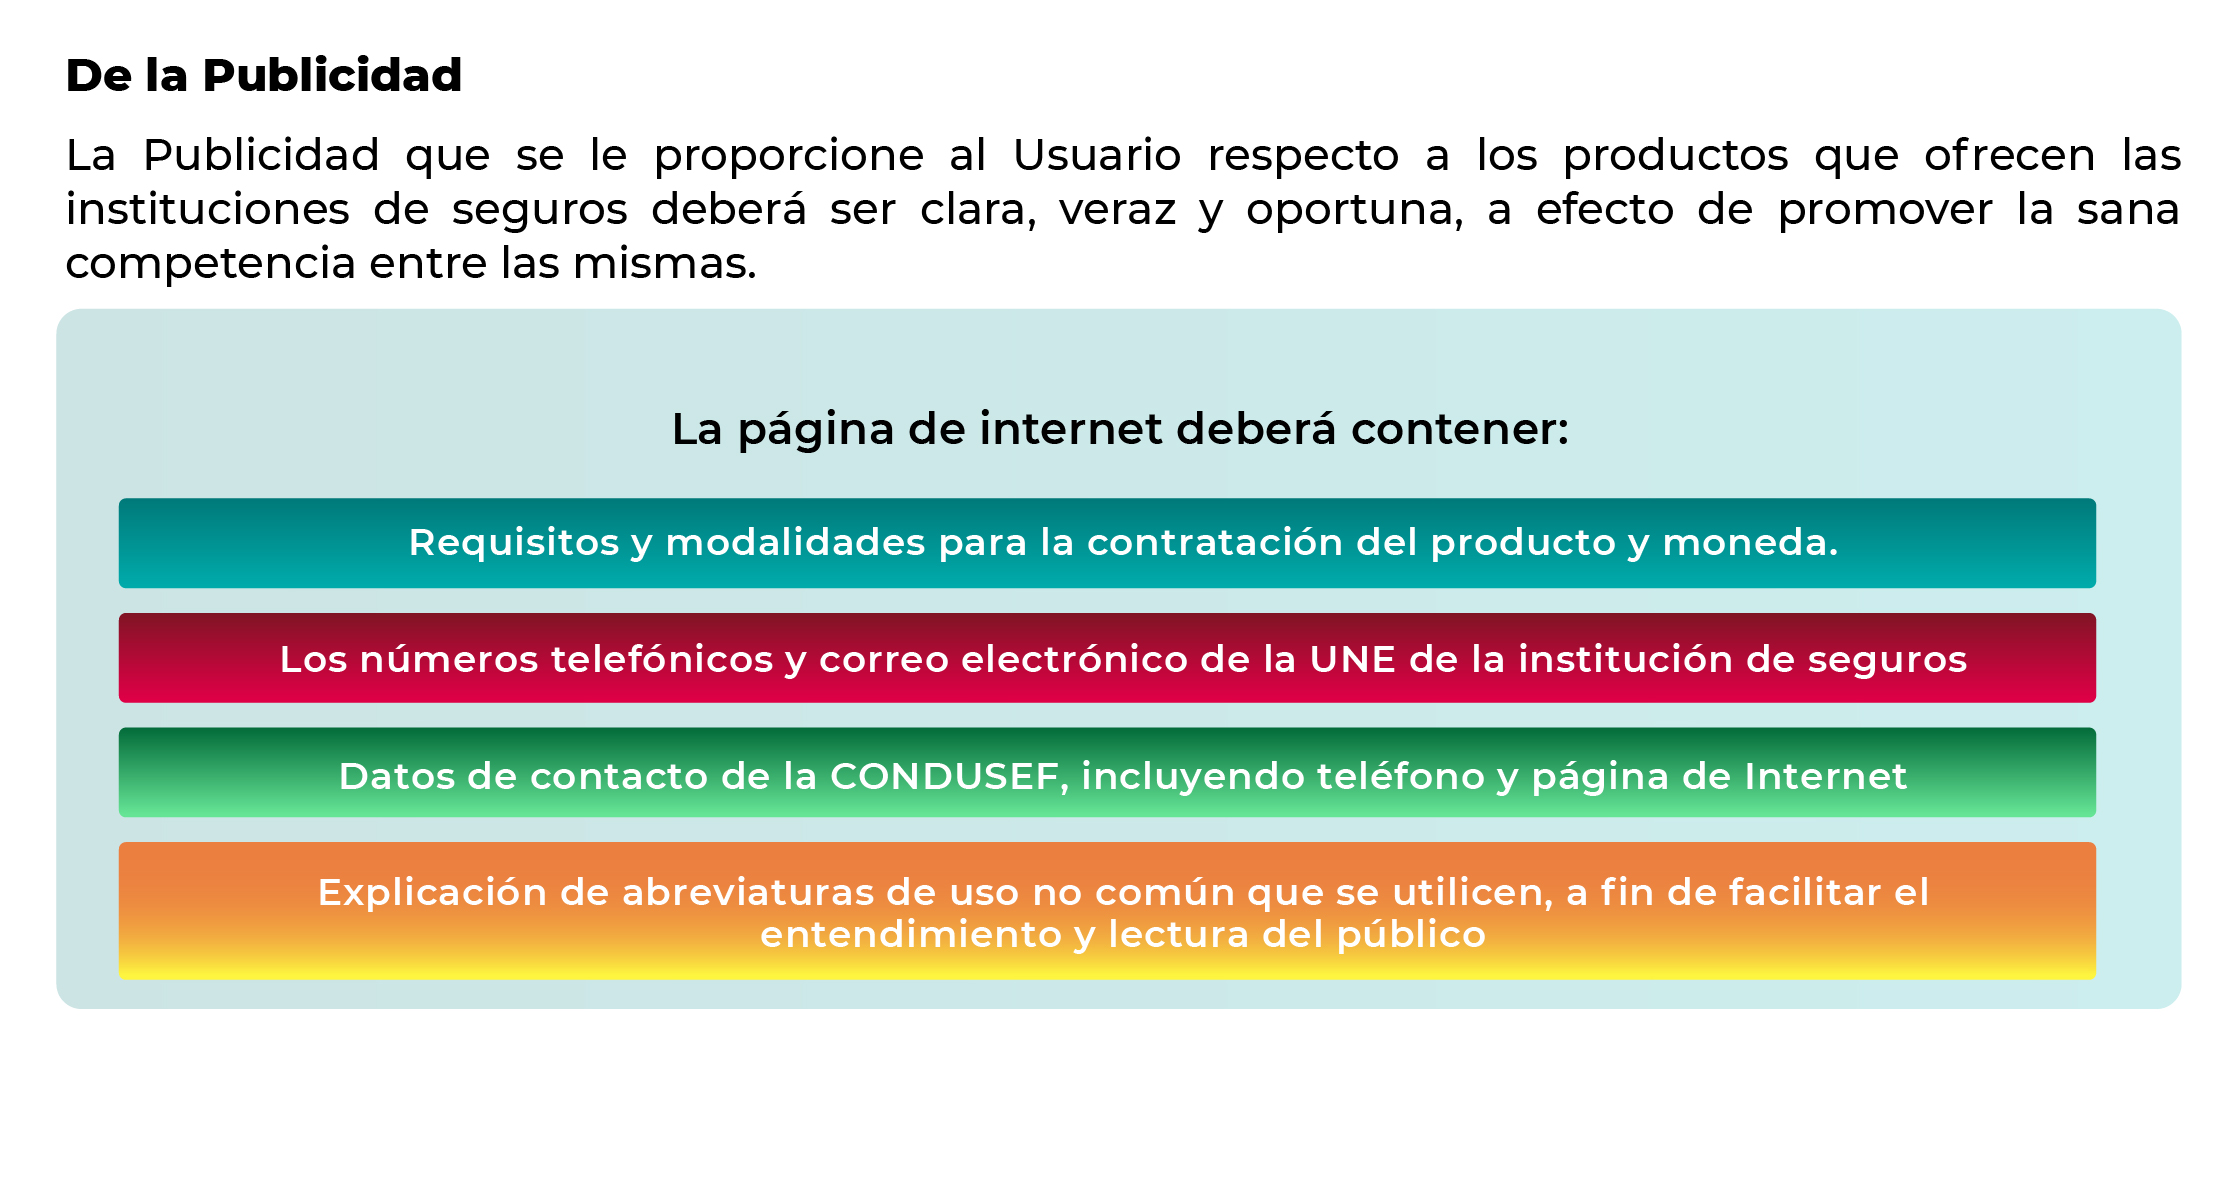 De la Publicidad
La Publicidad que se le proporcione al Usuario respecto a los productos que ofrecen las
instituciones de seguros deberá ser clara, veraz y oportuna, a efecto de promover la sana
competencia entre las mismas.
La página de internet deberá contener:
Requisitos y modalidades para la contratación del producto y moneda.
Los números telefónicos y correo electrónico de la UNE de la institución de seguros
Datos de contacto de la CONDUSEF, incluyendo teléfono y página de Internet
Explicación de abreviaturas de uso no común que se utilicen, a fin de facilitar el
entendimiento y lectura del público